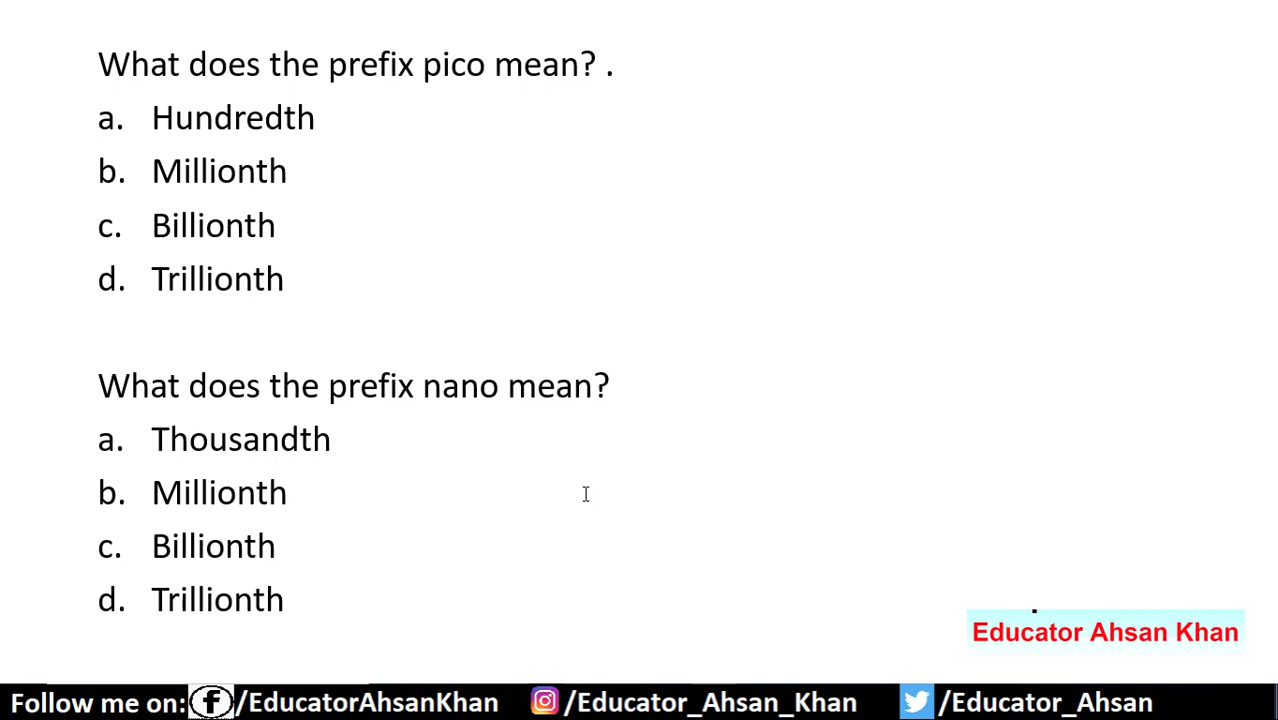 What does the prefix pico mean? .
a. Hundredth
b. Millionth
c. Billionth
d. Trillionth
What does the prefix nano mean?
a. Thousandth
b. Millionth
c. Billionth
d. Trillionth
Educator Ahsan Khan
Follow me on: f/EducatorAhsanKhan /Educator_Ahsan_Khan /Educator_Ahsan